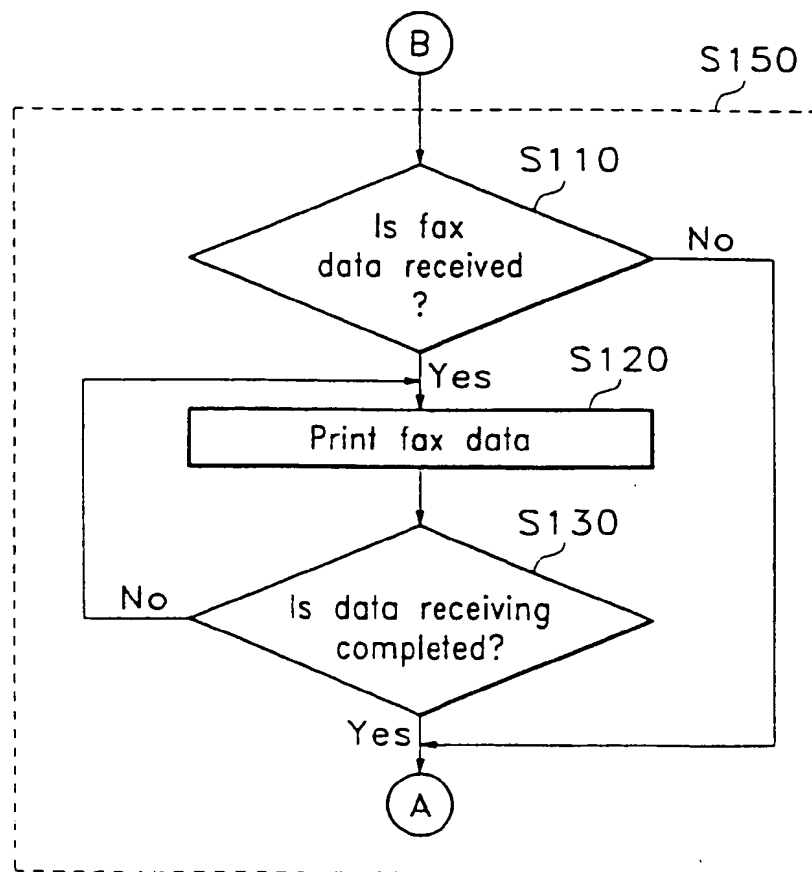 B
S150
S110
Is fax
data received
?
No
Yes
S120
Print fax data
S130
No
Is data receiving
completed?
Yes
A